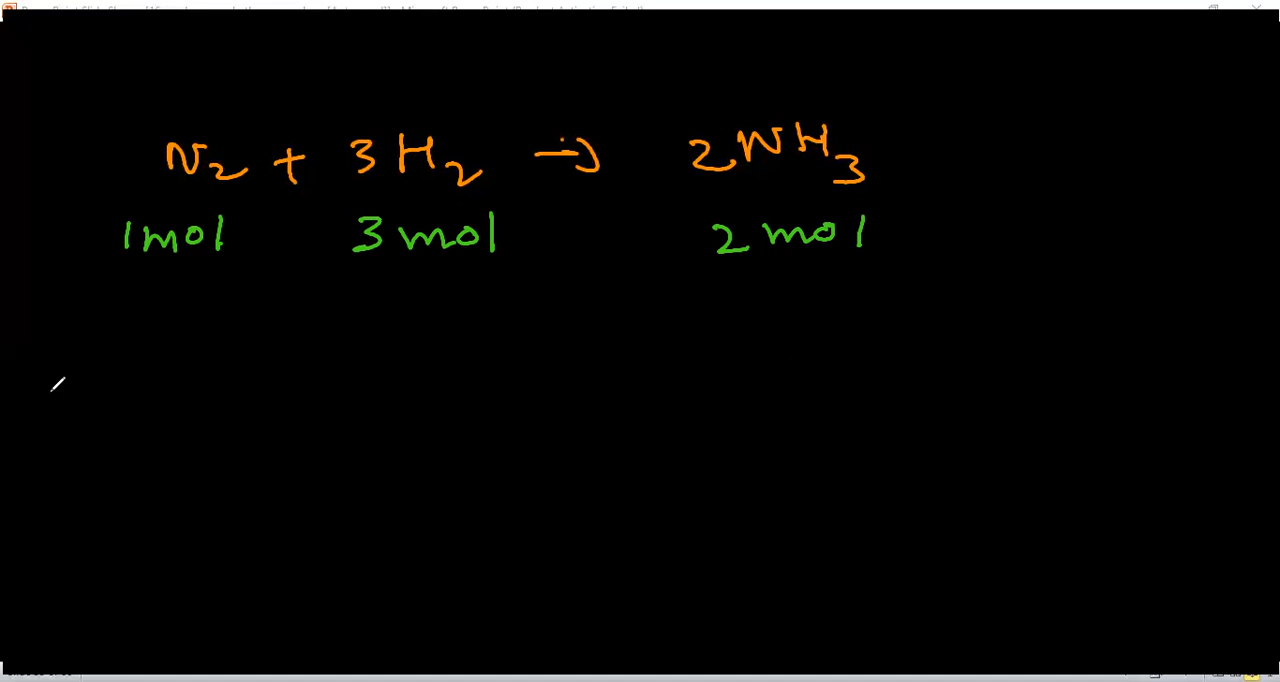 N₂ + 3H₂ → 2NH₃
1mol 3mol 2mol